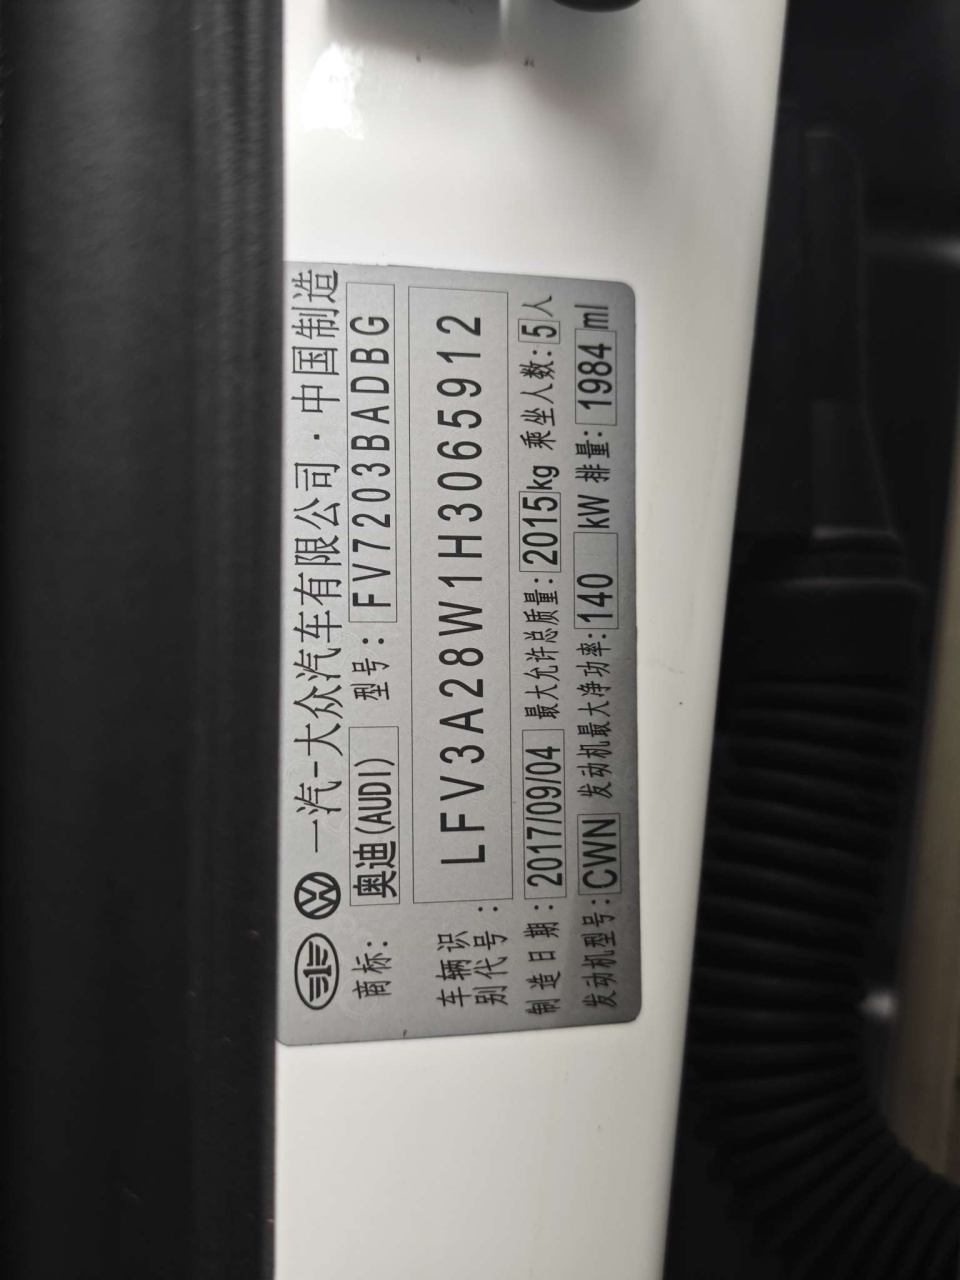 一汽-大众汽车有限公司·中国制造
商标: 奥迪(AUDI) 型号: FV7203BADBG
车辆识别代号: LFV3A28W1H3065912
制造日期: 2017/09/04 最大允许总质量: 2015kg 乘坐人数: 5人
发动机型号: CWN 发动机最大净功率: 140 kW 排量: 1984 ml